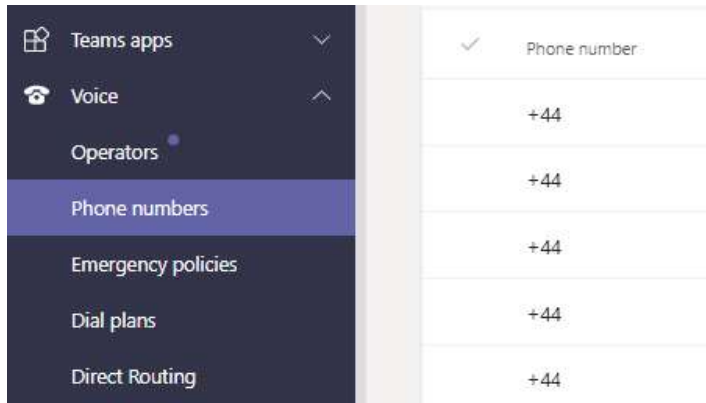 Teams apps
Voice
Operators
Phone numbers
Emergency policies
Dial plans
Direct Routing
Phone number
+44
+44
+44
+44
+44